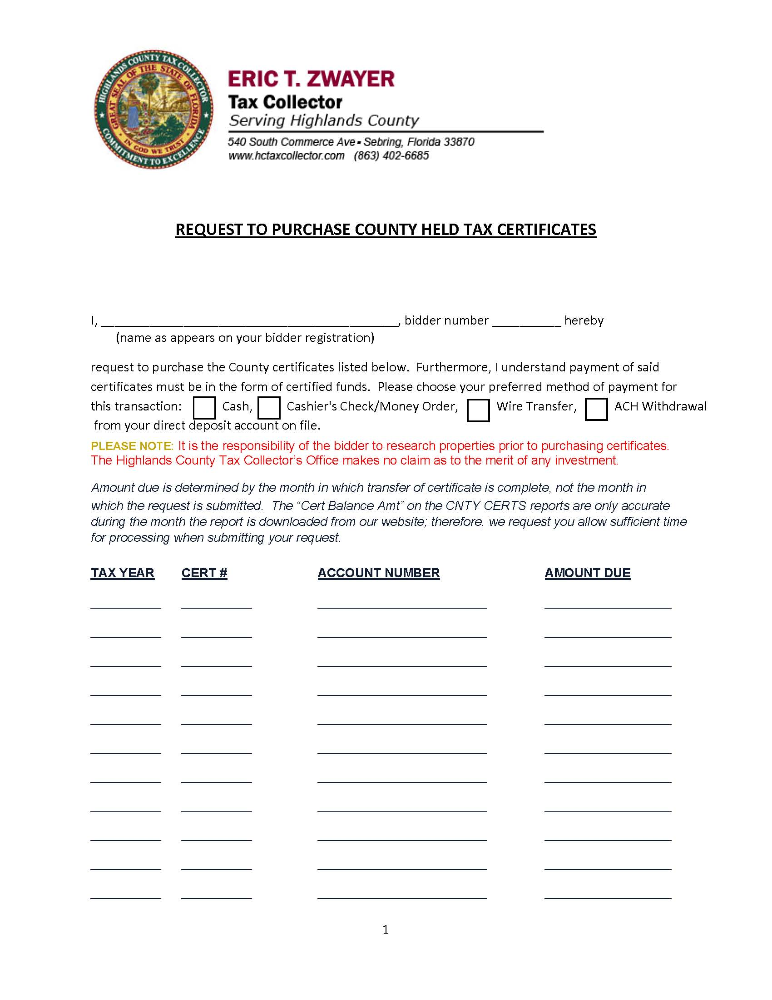 HIGHLANDS COUNTY TAX COLLECTOR
GREAT SEAL OF THE STATE OF FLORIDA
IN GOD WE TRUST
COMMITMENT TO EXCELLENCE
ERIC T. ZWAYER
Tax Collector
Serving Highlands County
540 South Commerce Ave▪ Sebring, Florida 33870
www.hctaxcollector.com (863) 402-6685
REQUEST TO PURCHASE COUNTY HELD TAX CERTIFICATES
I, ___________________________________________, bidder number __________ hereby
(name as appears on your bidder registration)
request to purchase the County certificates listed below. Furthermore, I understand payment of said
certificates must be in the form of certified funds. Please choose your preferred method of payment for
this transaction: Cash, Cashier's Check/Money Order, Wire Transfer, ACH Withdrawal
from your direct deposit account on file.
PLEASE NOTE: It is the responsibility of the bidder to research properties prior to purchasing certificates.
The Highlands County Tax Collector’s Office makes no claim as to the merit of any investment.
Amount due is determined by the month in which transfer of certificate is complete, not the month in
which the request is submitted. The “Cert Balance Amt” on the CNTY CERTS reports are only accurate
during the month the report is downloaded from our website; therefore, we request you allow sufficient time
for processing when submitting your request.
TAX YEAR CERT # ACCOUNT NUMBER AMOUNT DUE
1